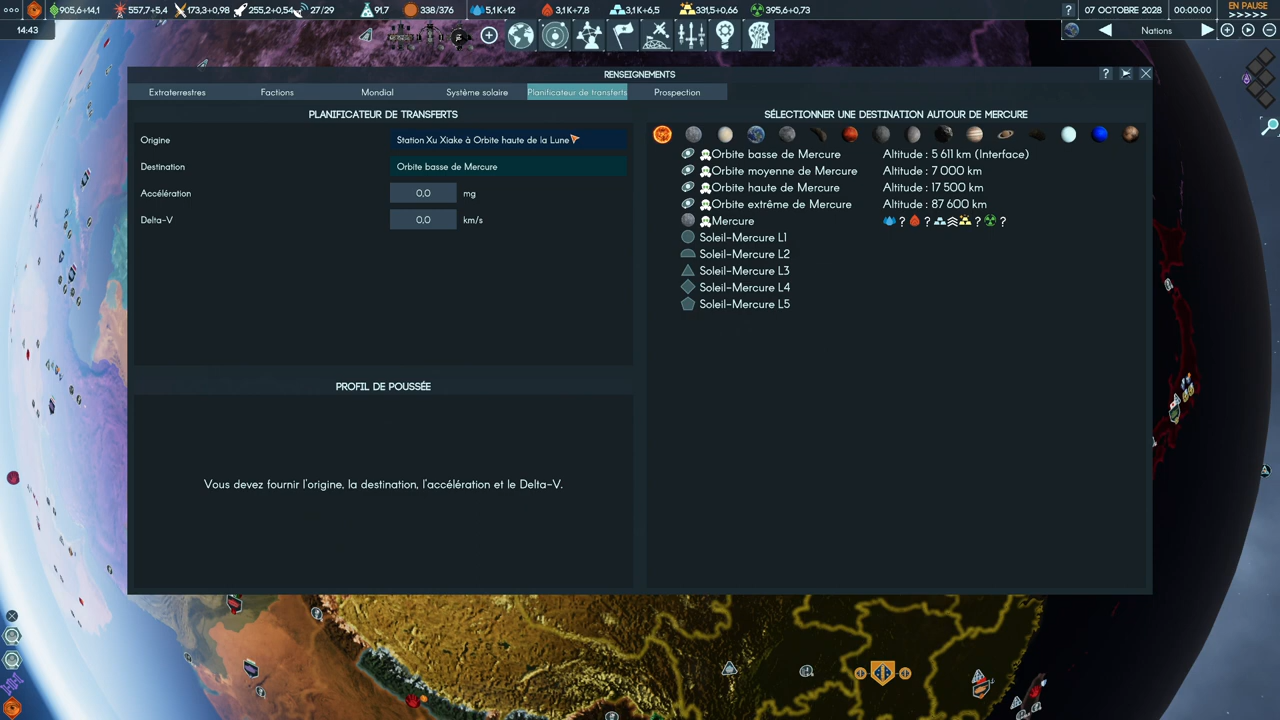 905,6+14,1 557,7+5,4 173,3+0,98 255,2+0,54 27/29 91,7 338/376 5,1K+12 3,1K+7,8 3,1K+6,5 331,5+0,66 395,6+0,73 ? 07 OCTOBRE 2028 00:00:00 EN PAUSE
>>>>>
14:43
Nations
RENSEIGNEMENTS
?
Extraterrestres Factions Mondial Système solaire Planificateur de transferts Prospection
PLANIFICATEUR DE TRANSFERTS
Origine Station Xu Xiake à Orbite haute de la Lune
Destination Orbite basse de Mercure
Accélération 0,0 mg
Delta-V 0,0 km/s
PROFIL DE POUSSÉE
Vous devez fournir l'origine, la destination, l'accélération et le Delta-V.
SÉLECTIONNER UNE DESTINATION AUTOUR DE MERCURE
Orbite basse de Mercure Altitude : 5 611 km (Interface)
Orbite moyenne de Mercure Altitude : 7 000 km
Orbite haute de Mercure Altitude : 17 500 km
Orbite extrême de Mercure Altitude : 87 600 km
Mercure ? ? ? ?
Soleil-Mercure L1
Soleil-Mercure L2
Soleil-Mercure L3
Soleil-Mercure L4
Soleil-Mercure L5